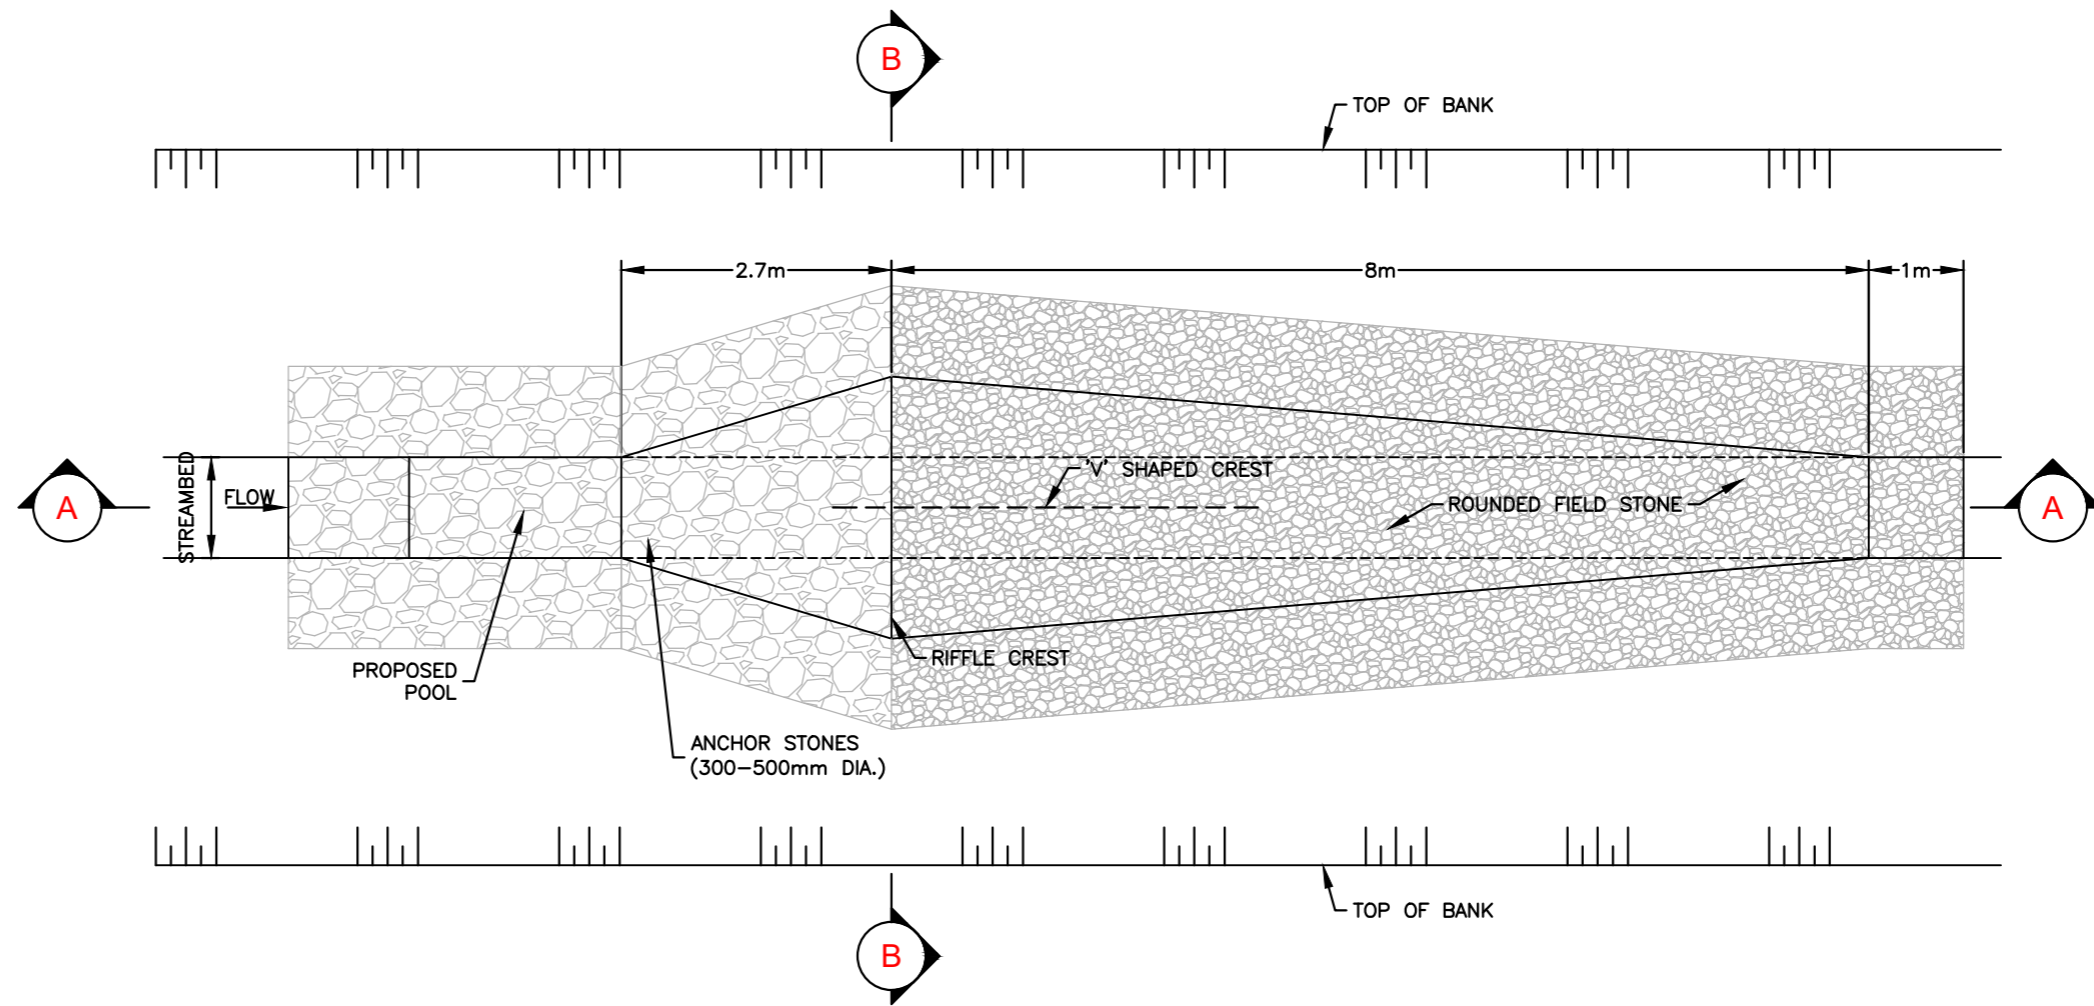 B
TOP OF BANK
2.7m
8m
1m
'V' SHAPED CREST
STREAMBED
FLOW
ROUNDED FIELD STONE
A
A
RIFFLE CREST
PROPOSED
POOL
ANCHOR STONES
(300-500mm DIA.)
TOP OF BANK
B